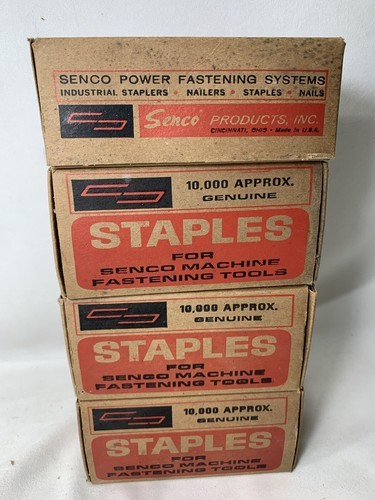 SENCO POWER FASTENING SYSTEMS
INDUSTRIAL STAPLERS • NAILERS • STAPLES • NAILS
Senco PRODUCTS, INC.
CINCINNATI, OHIO • Made in U.S.A.
10,000 APPROX.
GENUINE
STAPLES
FOR
SENCO MACHINE
FASTENING TOOLS
10,000 APPROX.
GENUINE
STAPLES
FOR
SENCO MACHINE
FASTENING TOOLS
10,000 APPROX.
GENUINE
STAPLES
FOR
SENCO MACHINE
FASTENING TOOLS